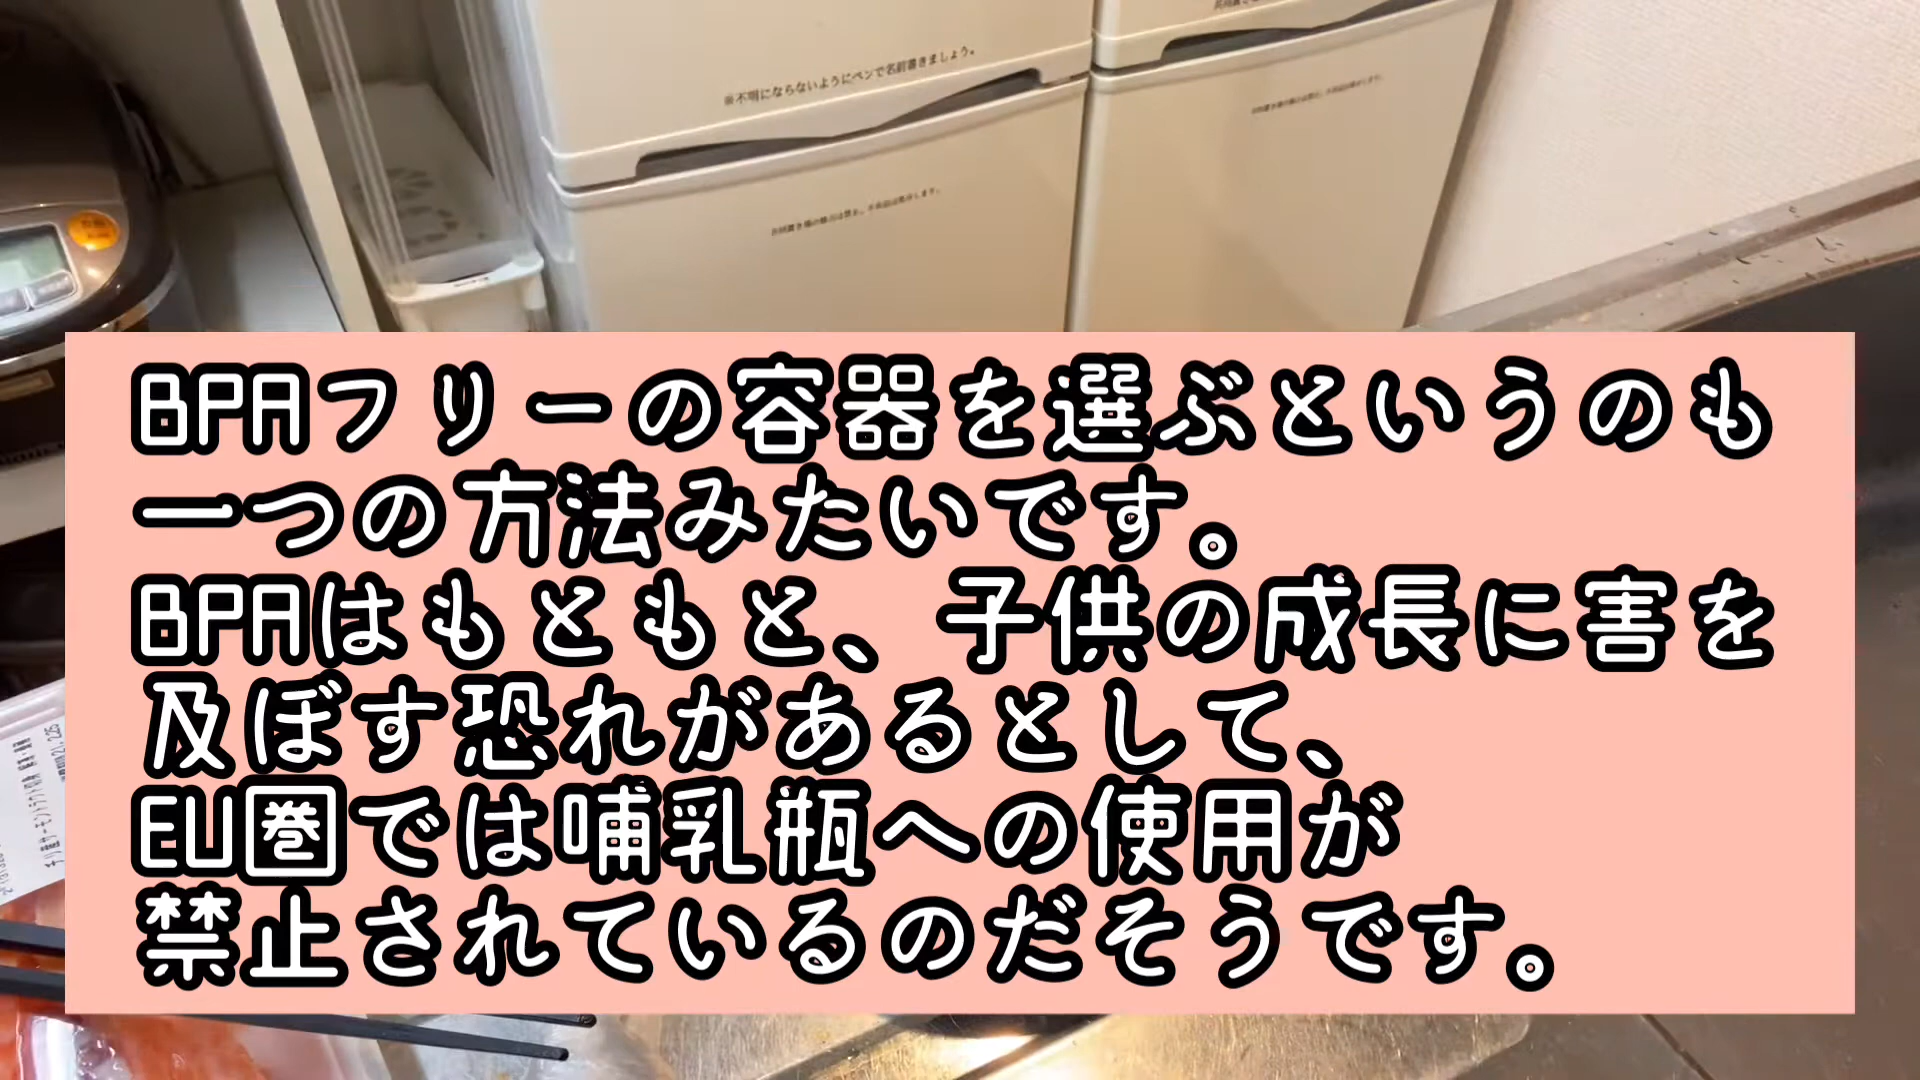 ※不明にならないようにペンで名前書きましょう。
BPAフリーの容器を選ぶというのも
一つの方法みたいです。
BPAはもともと、子供の成長に害を
及ぼす恐れがあるとして、
EU圏では哺乳瓶への使用が
禁止されているのだそうです。